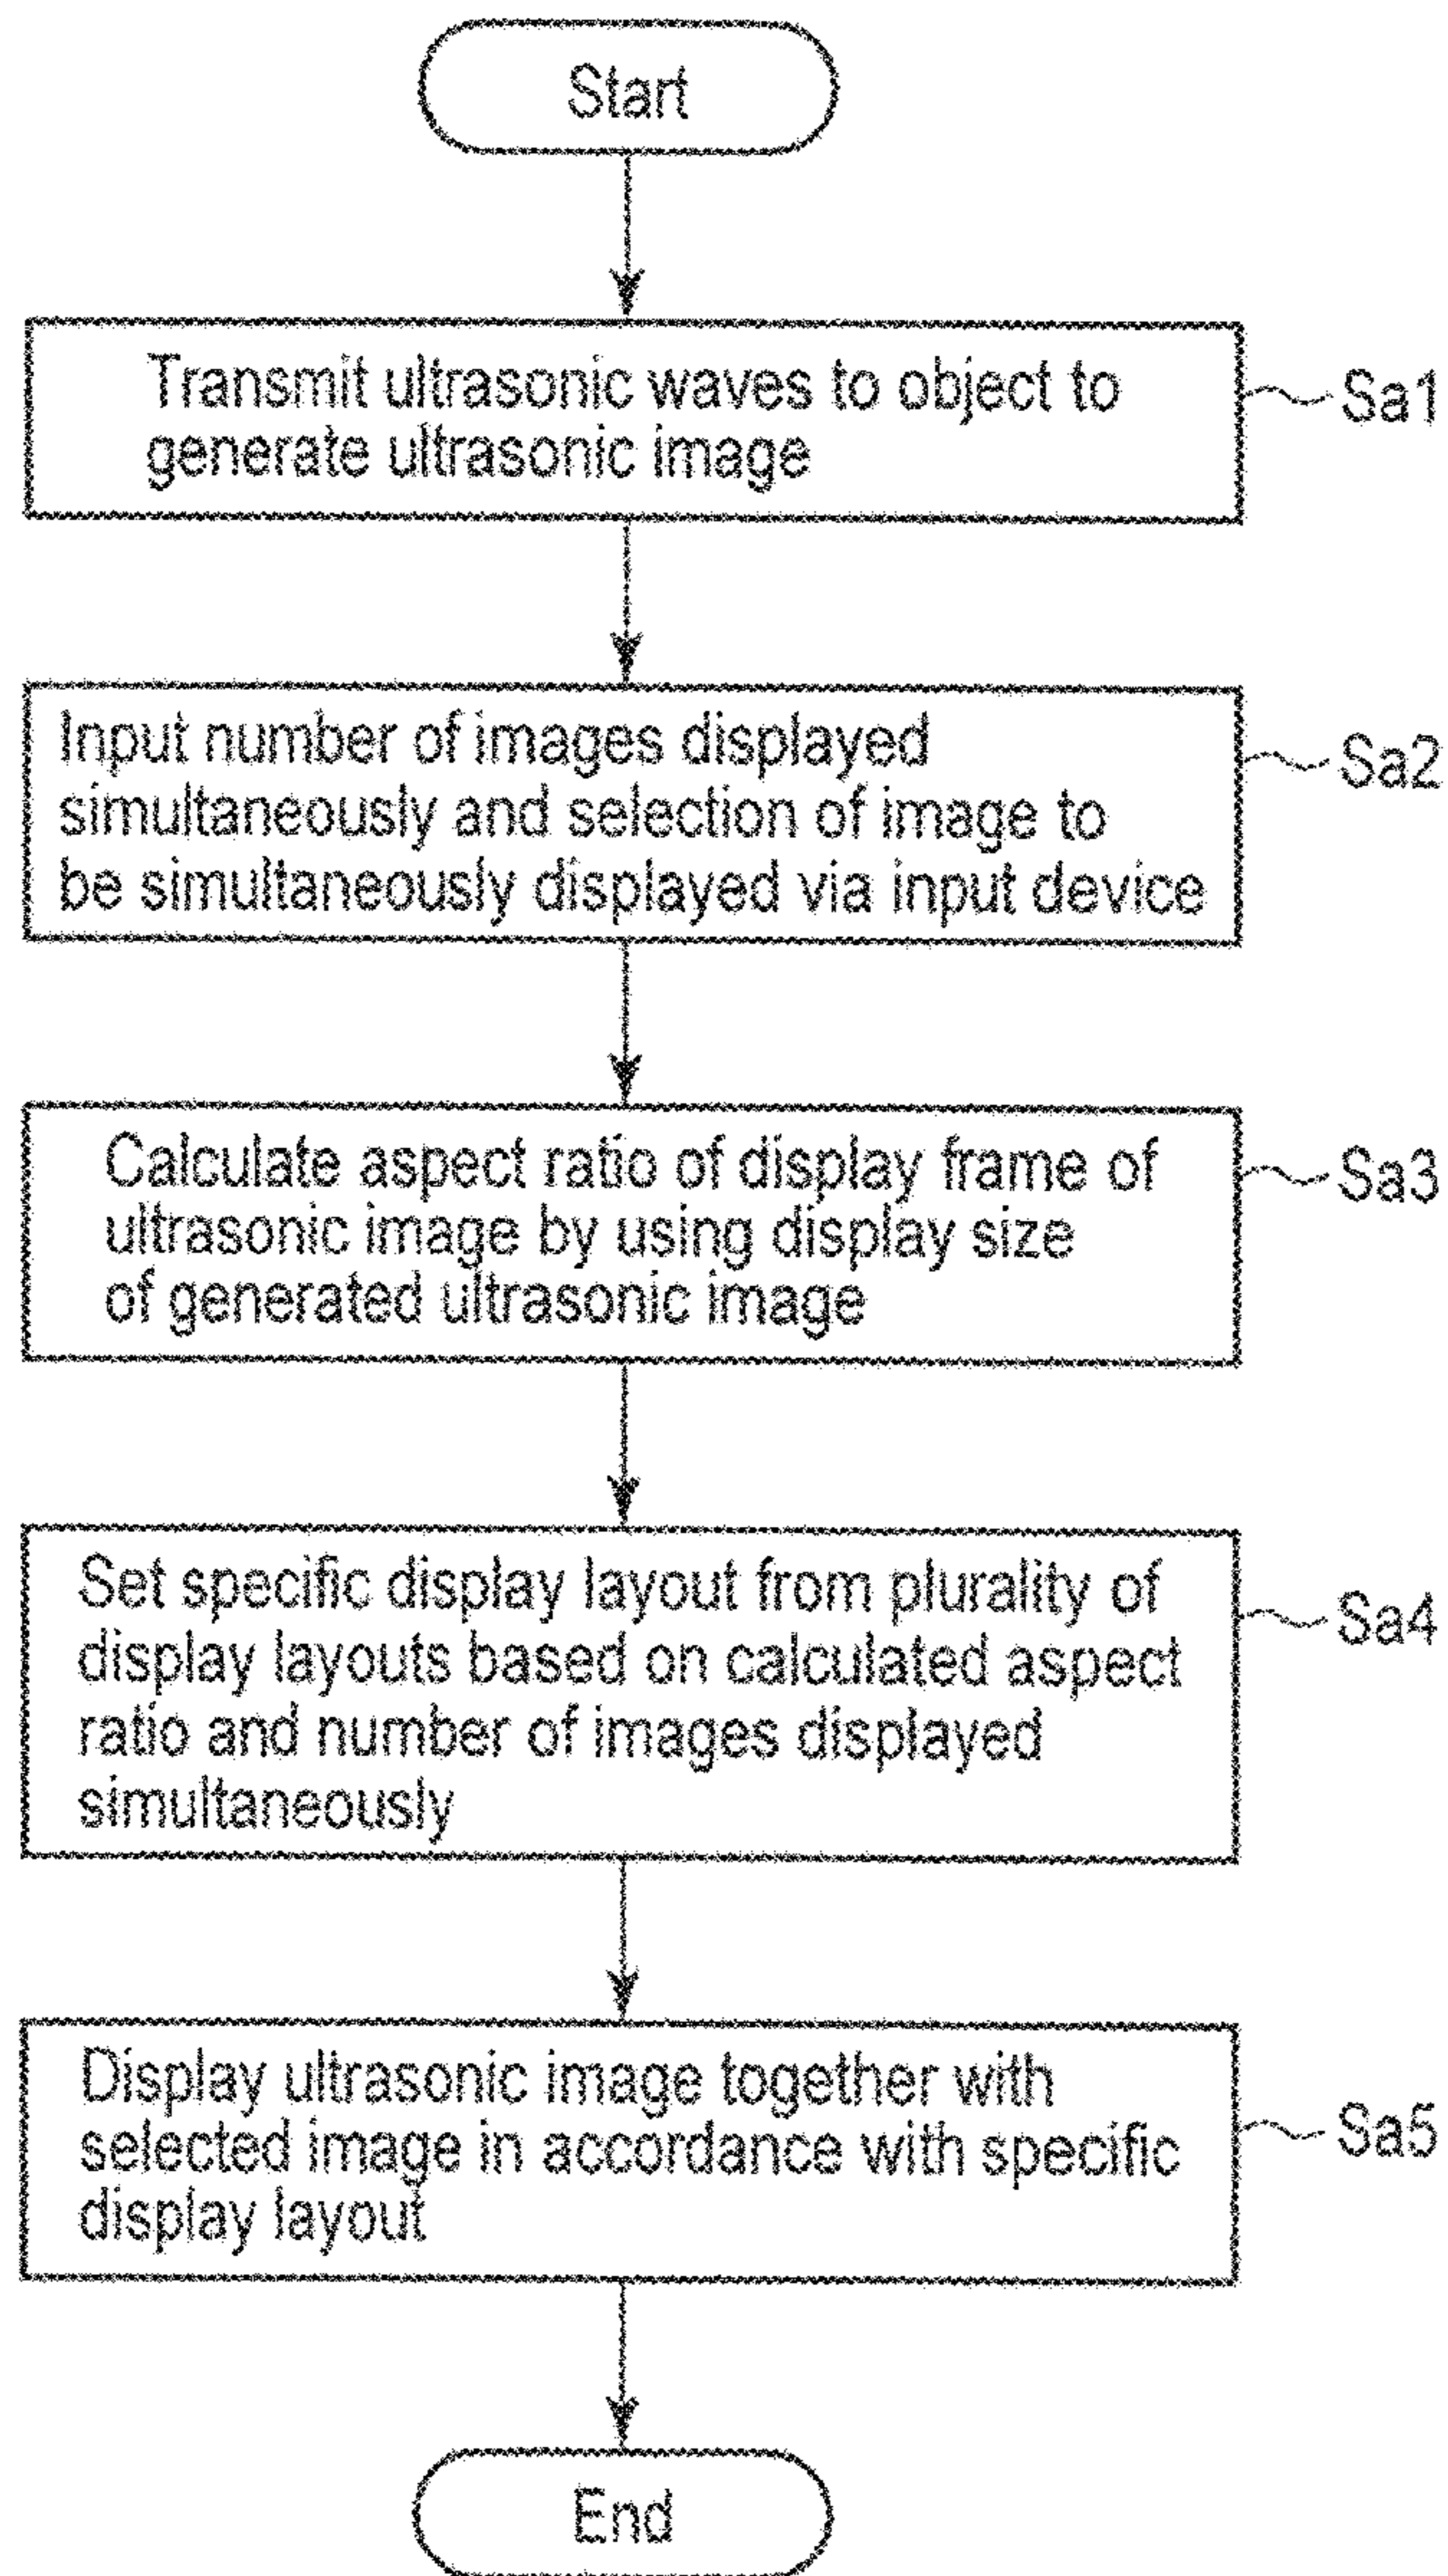 Start
Transmit ultrasonic waves to object to
generate ultrasonic image
Sa1
Input number of images displayed
simultaneously and selection of image to
be simultaneously displayed via input device
Sa2
Calculate aspect ratio of display frame of
ultrasonic image by using display size
of generated ultrasonic image
Sa3
Set specific display layout from plurality of
display layouts based on calculated aspect
ratio and number of images displayed
simultaneously
Sa4
Display ultrasonic image together with
selected image in accordance with specific
display layout
Sa5
End